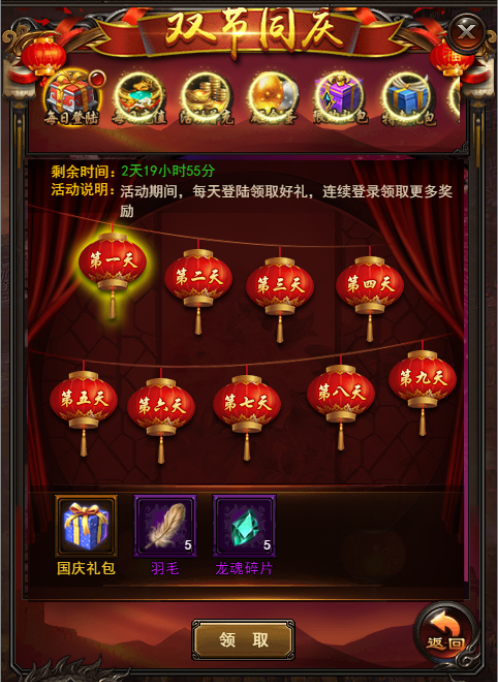 双节同庆
每日登陆
剩余时间：2天19小时55分
活动说明：活动期间，每天登陆领取好礼，连续登录领取更多奖
励
第一天
第二天
第三天
第四天
第五天
第六天
第七天
第八天
第九天
5
5
国庆礼包
羽毛
龙魂碎片
领 取
返回